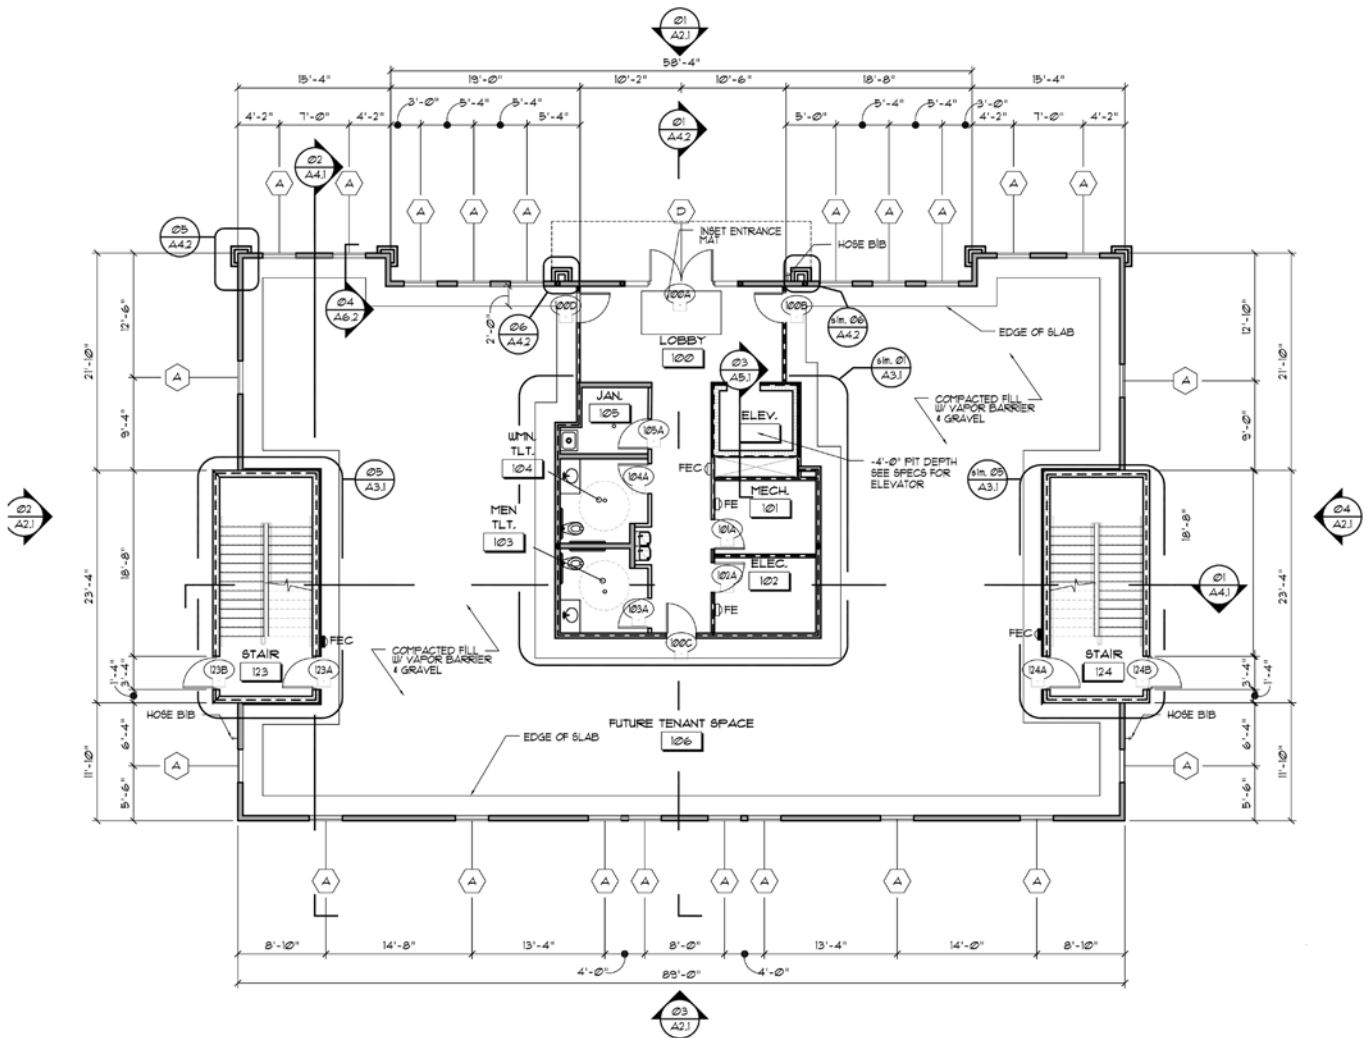 01
A2.1
58'-4"
15'-4"
19'-0"
10'-2"
10'-6"
18'-8"
15'-4"
4'-2"
7'-0"
4'-2"
3'-0"
5'-4"
5'-4"
5'-4"
5'-0"
5'-4"
5'-4"
3'-0"
4'-2"
7'-0"
4'-2"
01
A4.2
02
A4.1
A
A
A
A
A
D
A
A
A
A
A
05
A4.2
INSET ENTRANCE
MAT
HOSE BIB
04
A6.2
2'-0"
06
A4.2
100D
100A
100B
sim. 06
A4.2
EDGE OF SLAB
LOBBY
100
03
A5.1
sim. 01
A3.1
12'-6"
21'-10"
9'-4"
A
12'-10"
21'-10"
9'-0"
A
COMPACTED FILL
W/ VAPOR BARRIER
& GRAVEL
JAN.
105
105A
ELEV.
WMN.
TLT.
104
104A
FEC
-4'-0" PIT DEPTH
SEE SPECS FOR
ELEVATOR
05
A3.1
sim. 05
A3.1
02
A2.1
04
A2.1
MECH.
101
FE
101A
MEN
TLT.
103
103A
ELEC.
102
102A
FE
100C
18'-8"
23'-4"
18'-8"
23'-4"
01
A4.1
FEC
STAIR
123
123B
123A
COMPACTED FILL
W/ VAPOR BARRIER
& GRAVEL
FEC
STAIR
124
124A
124B
3'-4"
1'-4"
3'-4"
1'-4"
HOSE BIB
FUTURE TENANT SPACE
106
EDGE OF SLAB
HOSE BIB
6'-4"
11'-10"
5'-6"
A
6'-4"
11'-10"
5'-6"
A
A
A
A
A
A
A
A
A
8'-10"
14'-8"
13'-4"
8'-0"
13'-4"
14'-0"
8'-10"
4'-0"
4'-0"
89'-0"
03
A2.1